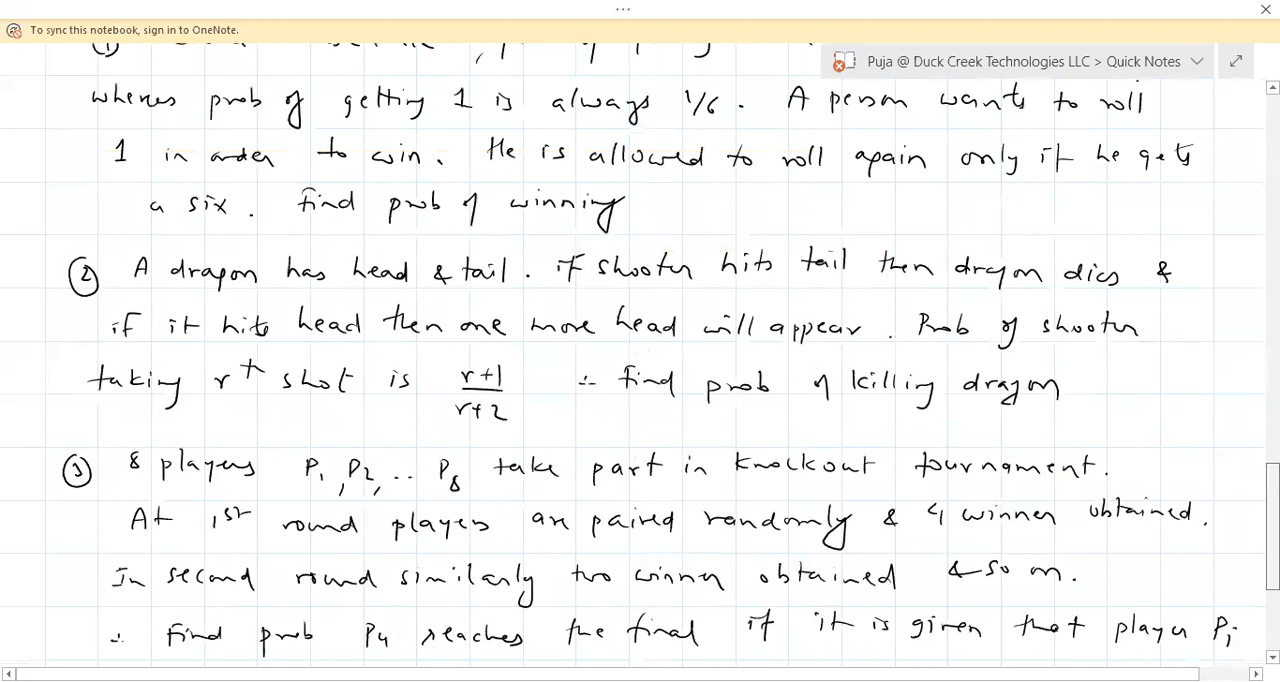 To sync this notebook, sign in to OneNote.
Puja @ Duck Creek Technologies LLC > Quick Notes
wheres prob of getting 1 is always 1/6 . A person wants to roll
1 in order to win. He is allowed to roll again only if he gets
a six . Find prob of winning
② A dragon has head & tail . if shooter hits tail then dragon dies &
if it hits head then one more head will appear . Prob of shooter
taking rth shot is r+1/r+2 ∴ find prob of killing dragon
③ 8 players P1, P2, .. P8 take part in knockout tournament.
At 1st round players are paired randomly & 4 winner obtained.
In second round similarly two winner obtained & so on.
∴ Find prob P4 reaches the final if it is given that player Pi